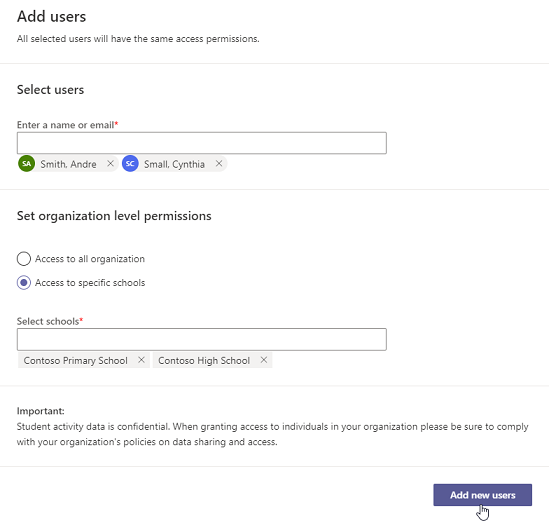 Add users
All selected users will have the same access permissions.
Select users
Enter a name or email*
SA Smith, Andre × SC Small, Cynthia ×
Set organization level permissions
Access to all organization
Access to specific schools
Select schools*
Contoso Primary School × Contoso High School ×
Important:
Student activity data is confidential. When granting access to individuals in your organization please be sure to comply
with your organization's policies on data sharing and access.
Add new users